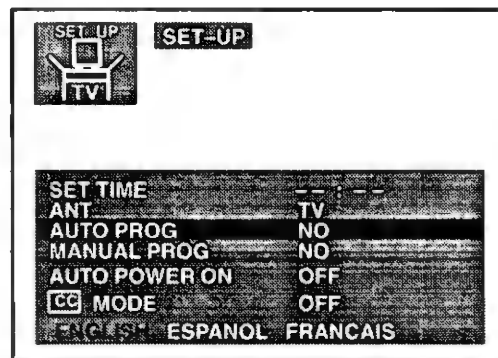 SET UP
TV
SET-UP
SET TIME --:--
ANT TV
AUTO PROG NO
MANUAL PROG NO
AUTO POWER ON OFF
CC MODE OFF
ENGLISH ESPANOL FRANCAIS